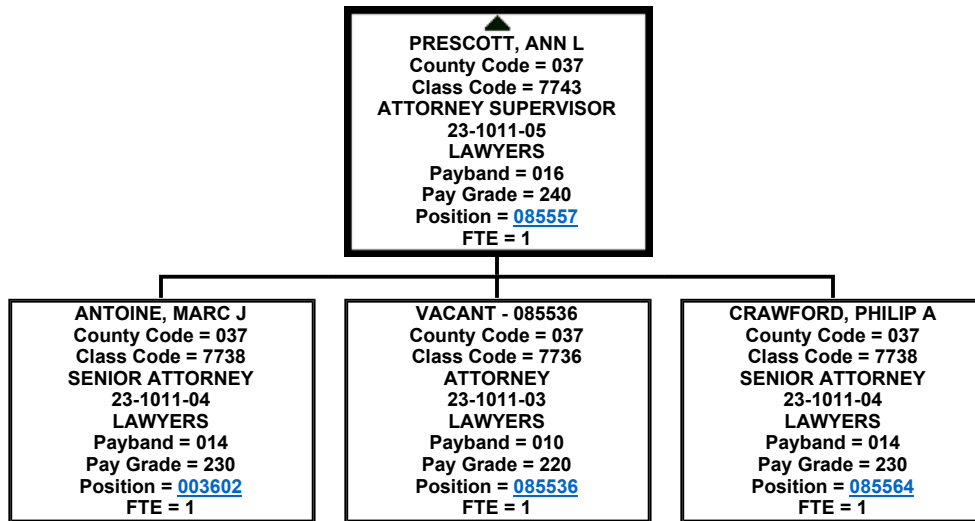 PRESCOTT, ANN L
County Code = 037
Class Code = 7743
ATTORNEY SUPERVISOR
23-1011-05
LAWYERS
Payband = 016
Pay Grade = 240
Position = 085557
FTE = 1
ANTOINE, MARC J
County Code = 037
Class Code = 7738
SENIOR ATTORNEY
23-1011-04
LAWYERS
Payband = 014
Pay Grade = 230
Position = 003602
FTE = 1
VACANT - 085536
County Code = 037
Class Code = 7736
ATTORNEY
23-1011-03
LAWYERS
Payband = 010
Pay Grade = 220
Position = 085536
FTE = 1
CRAWFORD, PHILIP A
County Code = 037
Class Code = 7738
SENIOR ATTORNEY
23-1011-04
LAWYERS
Payband = 014
Pay Grade = 230
Position = 085564
FTE = 1